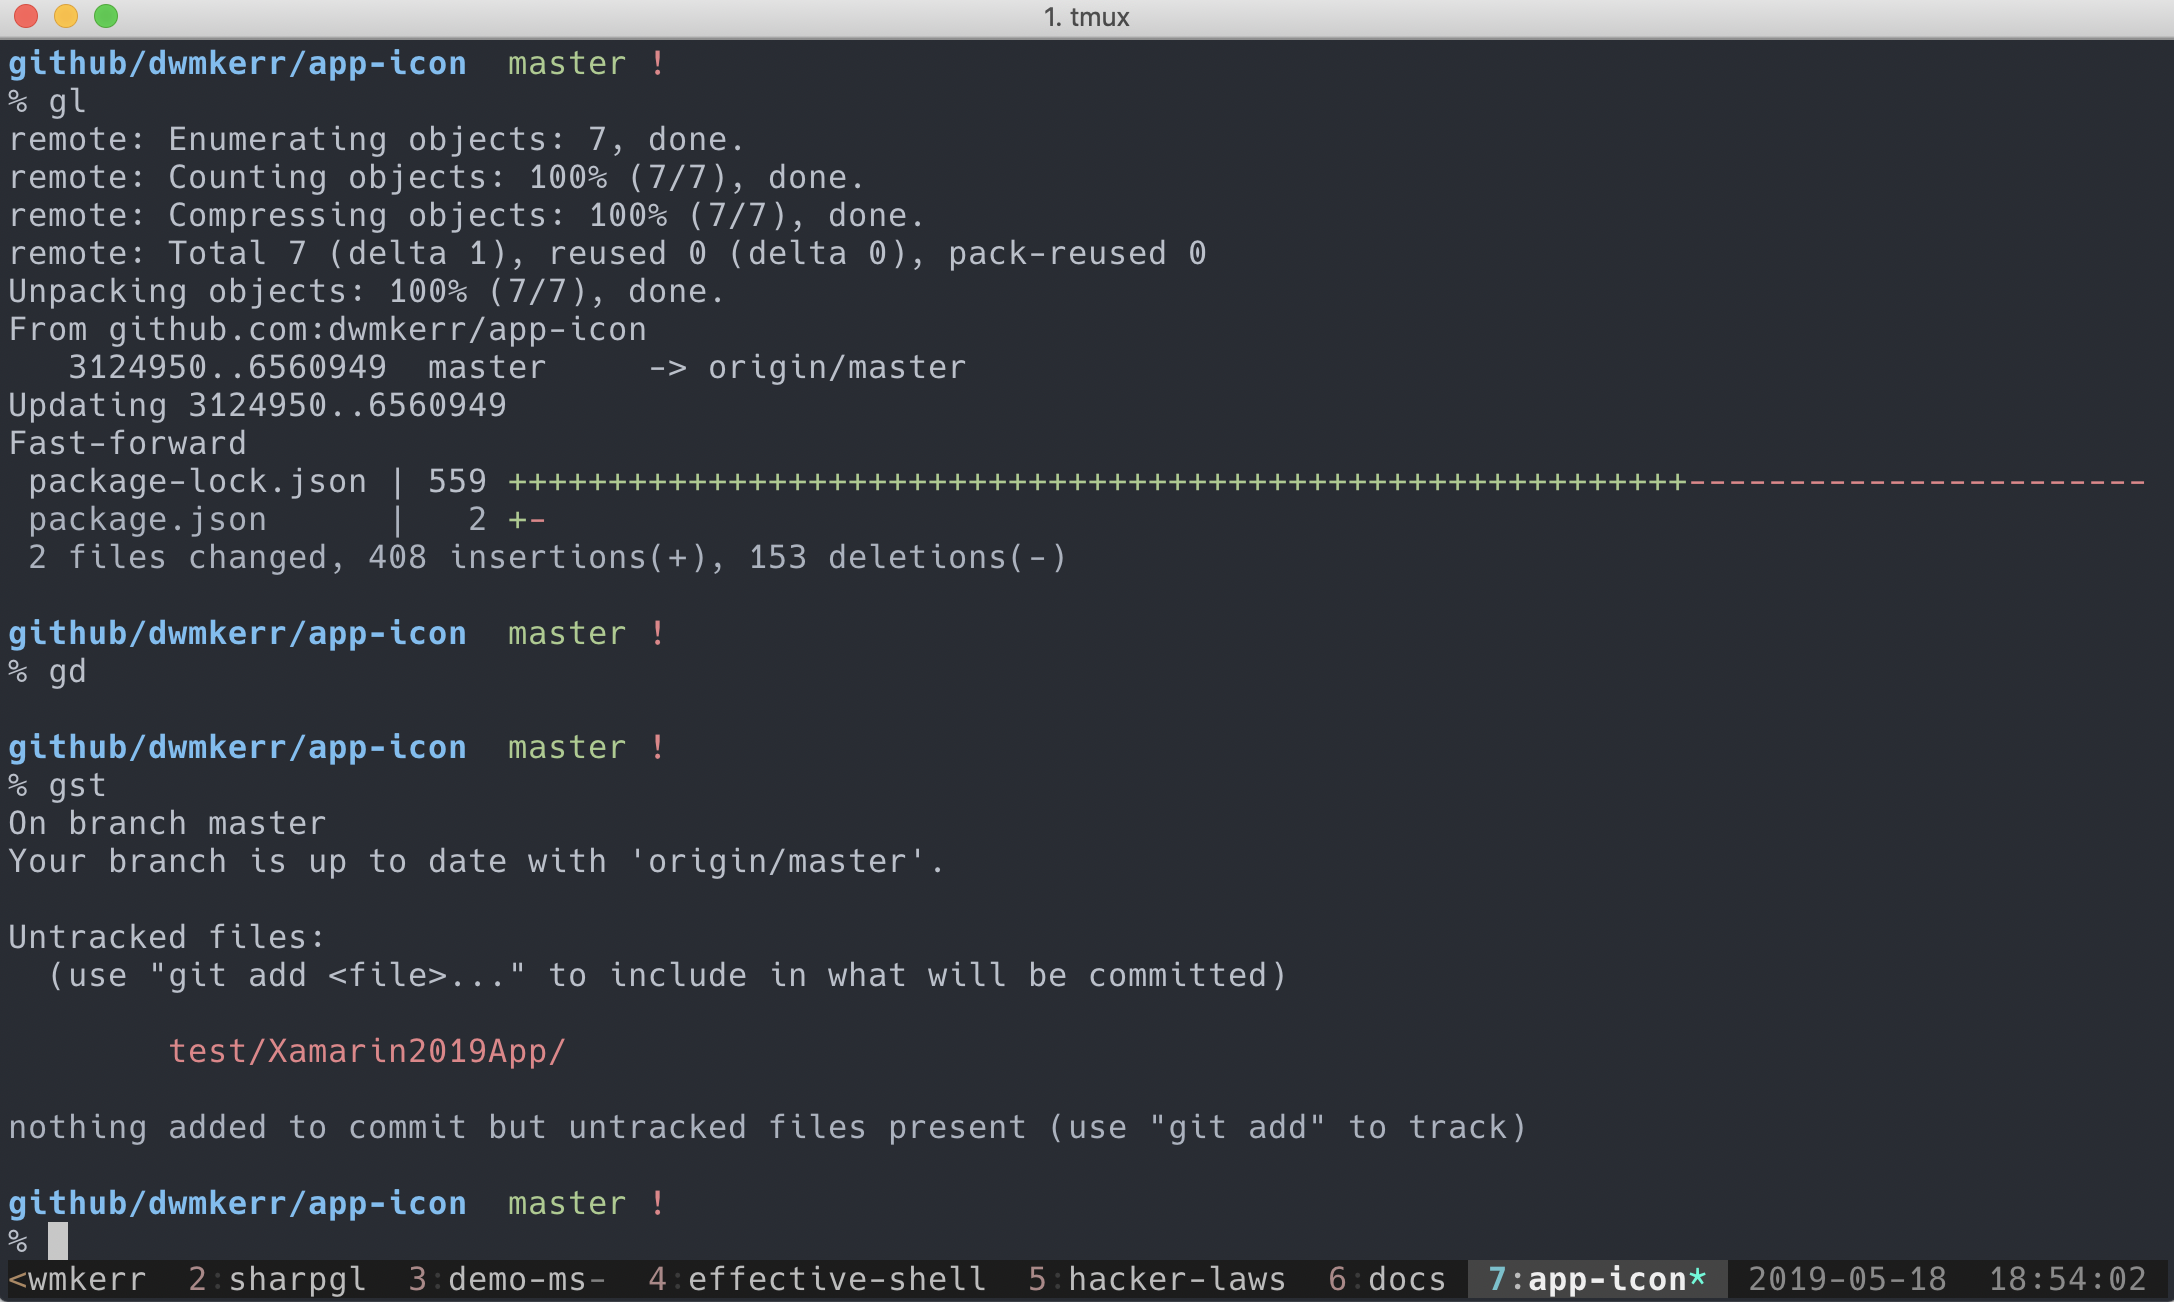 1. tmux
github/dwmkerr/app-icon  master !
% gl
remote: Enumerating objects: 7, done.
remote: Counting objects: 100% (7/7), done.
remote: Compressing objects: 100% (7/7), done.
remote: Total 7 (delta 1), reused 0 (delta 0), pack-reused 0
Unpacking objects: 100% (7/7), done.
From github.com:dwmkerr/app-icon
   3124950..6560949  master     -> origin/master
Updating 3124950..6560949
Fast-forward
 package-lock.json | 559 +++++++++++++++++++++++++++++++++++++++++++++++++++++++++++-----------------------
 package.json      |   2 +-
 2 files changed, 408 insertions(+), 153 deletions(-)
github/dwmkerr/app-icon  master !
% gd
github/dwmkerr/app-icon  master !
% gst
On branch master
Your branch is up to date with 'origin/master'.
Untracked files:
  (use "git add <file>..." to include in what will be committed)
        test/Xamarin2019App/
nothing added to commit but untracked files present (use "git add" to track)
github/dwmkerr/app-icon  master !
%
<wmkerr  2:sharpgl  3:demo-ms-  4:effective-shell  5:hacker-laws  6:docs  7:app-icon*  2019-05-18  18:54:02